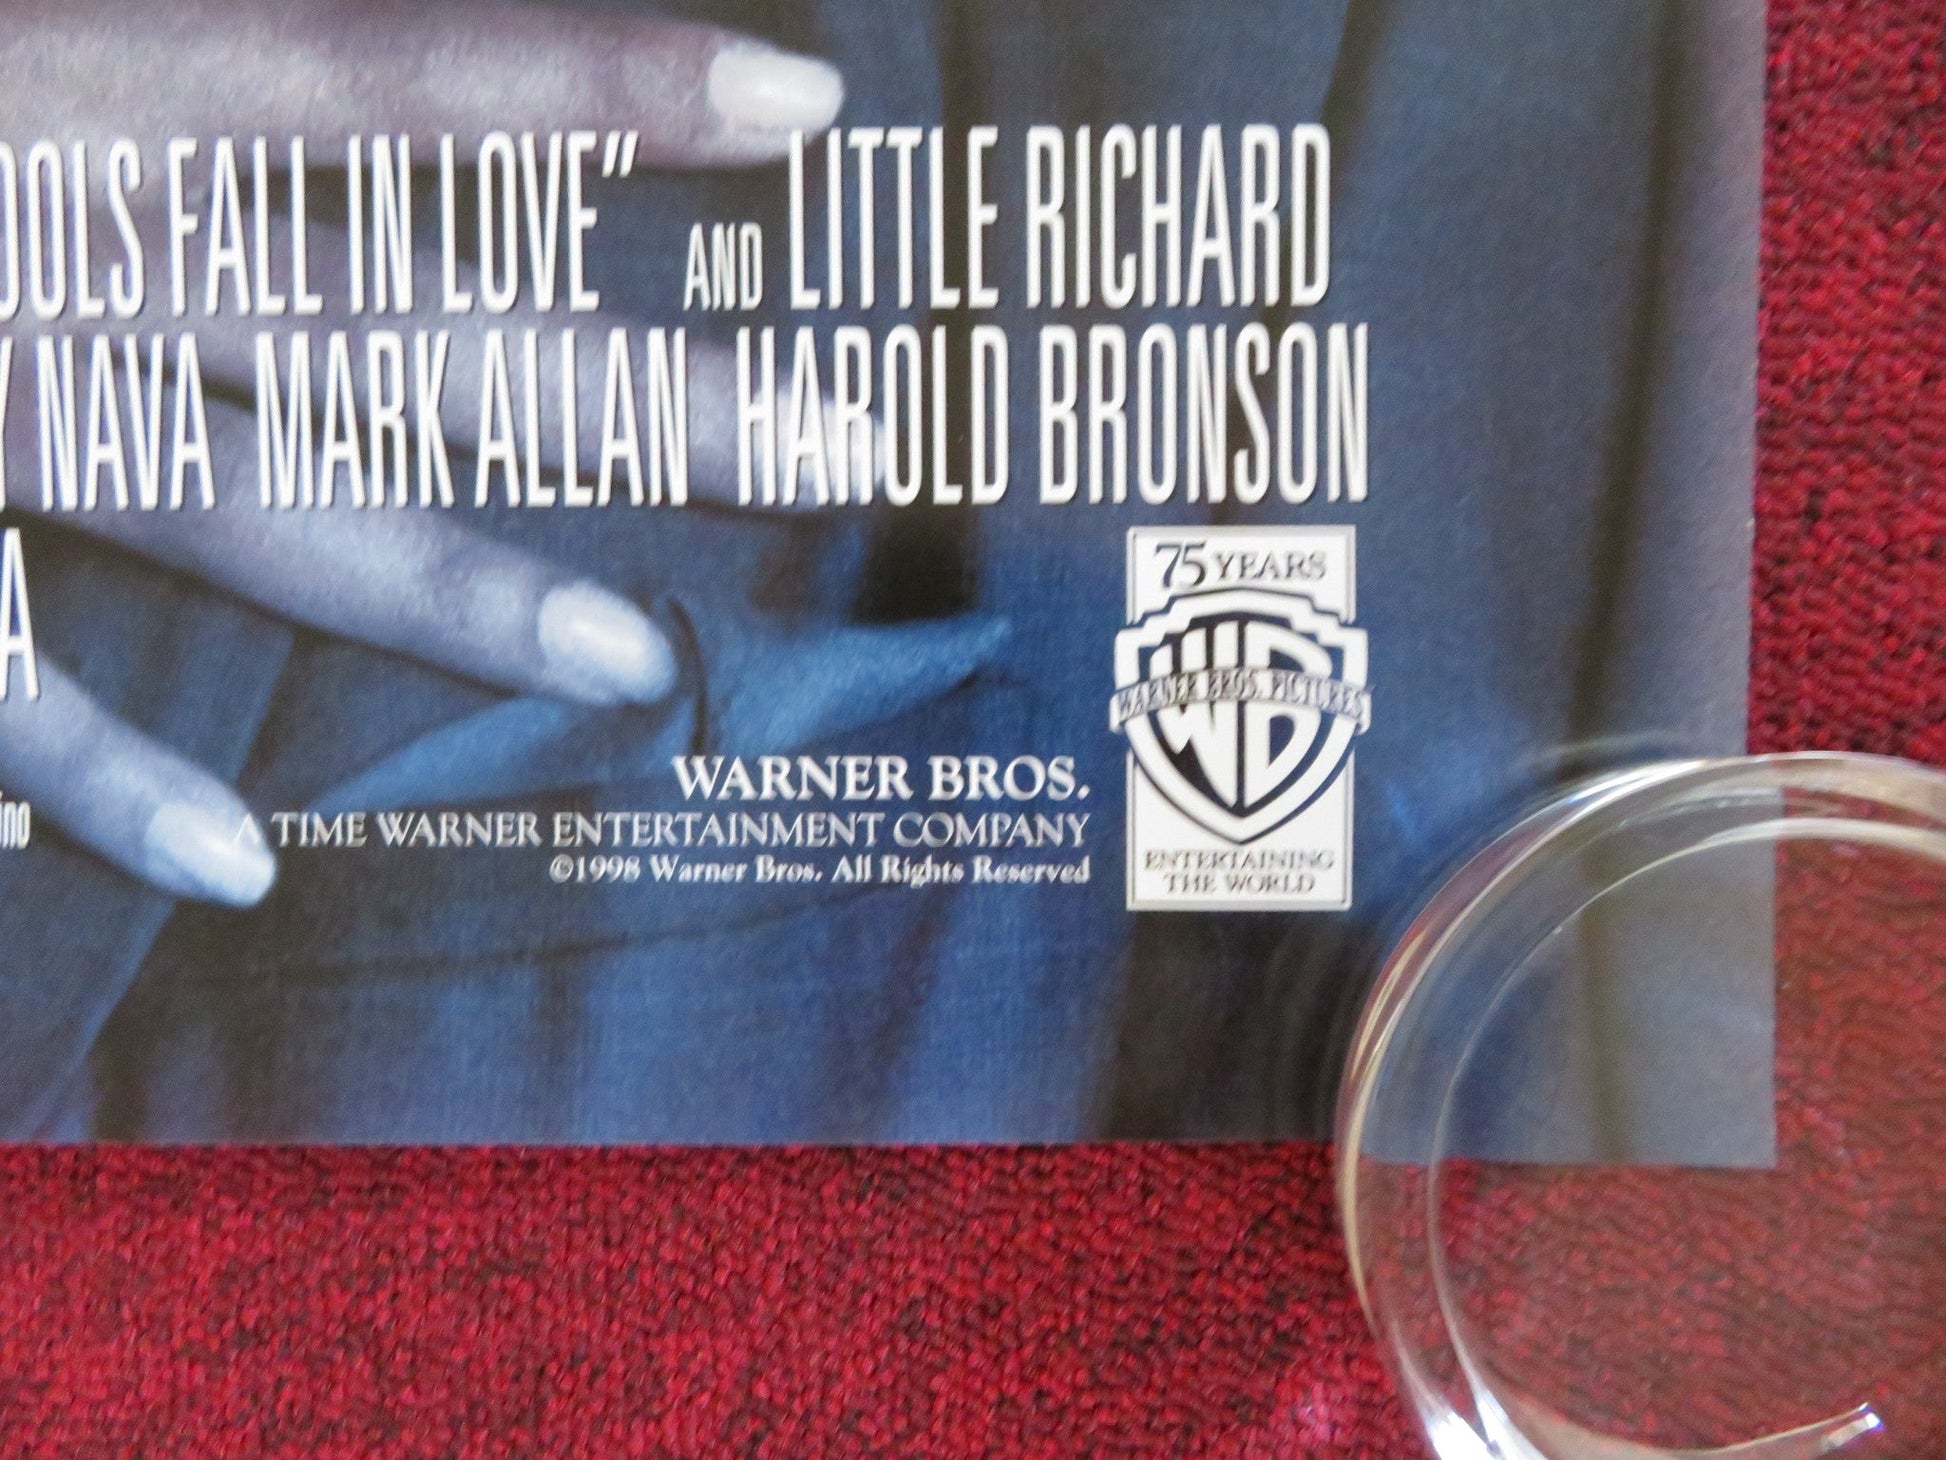 OOLS FALL IN LOVE” AND LITTLE RICHARD
Y NAVA MARK ALLAN HAROLD BRONSON
A
75 YEARS
WARNER BROS. PICTURES
WARNER BROS.
A TIME WARNER ENTERTAINMENT COMPANY
©1998 Warner Bros. All Rights Reserved
ENTERTAINING
THE WORLD
ino